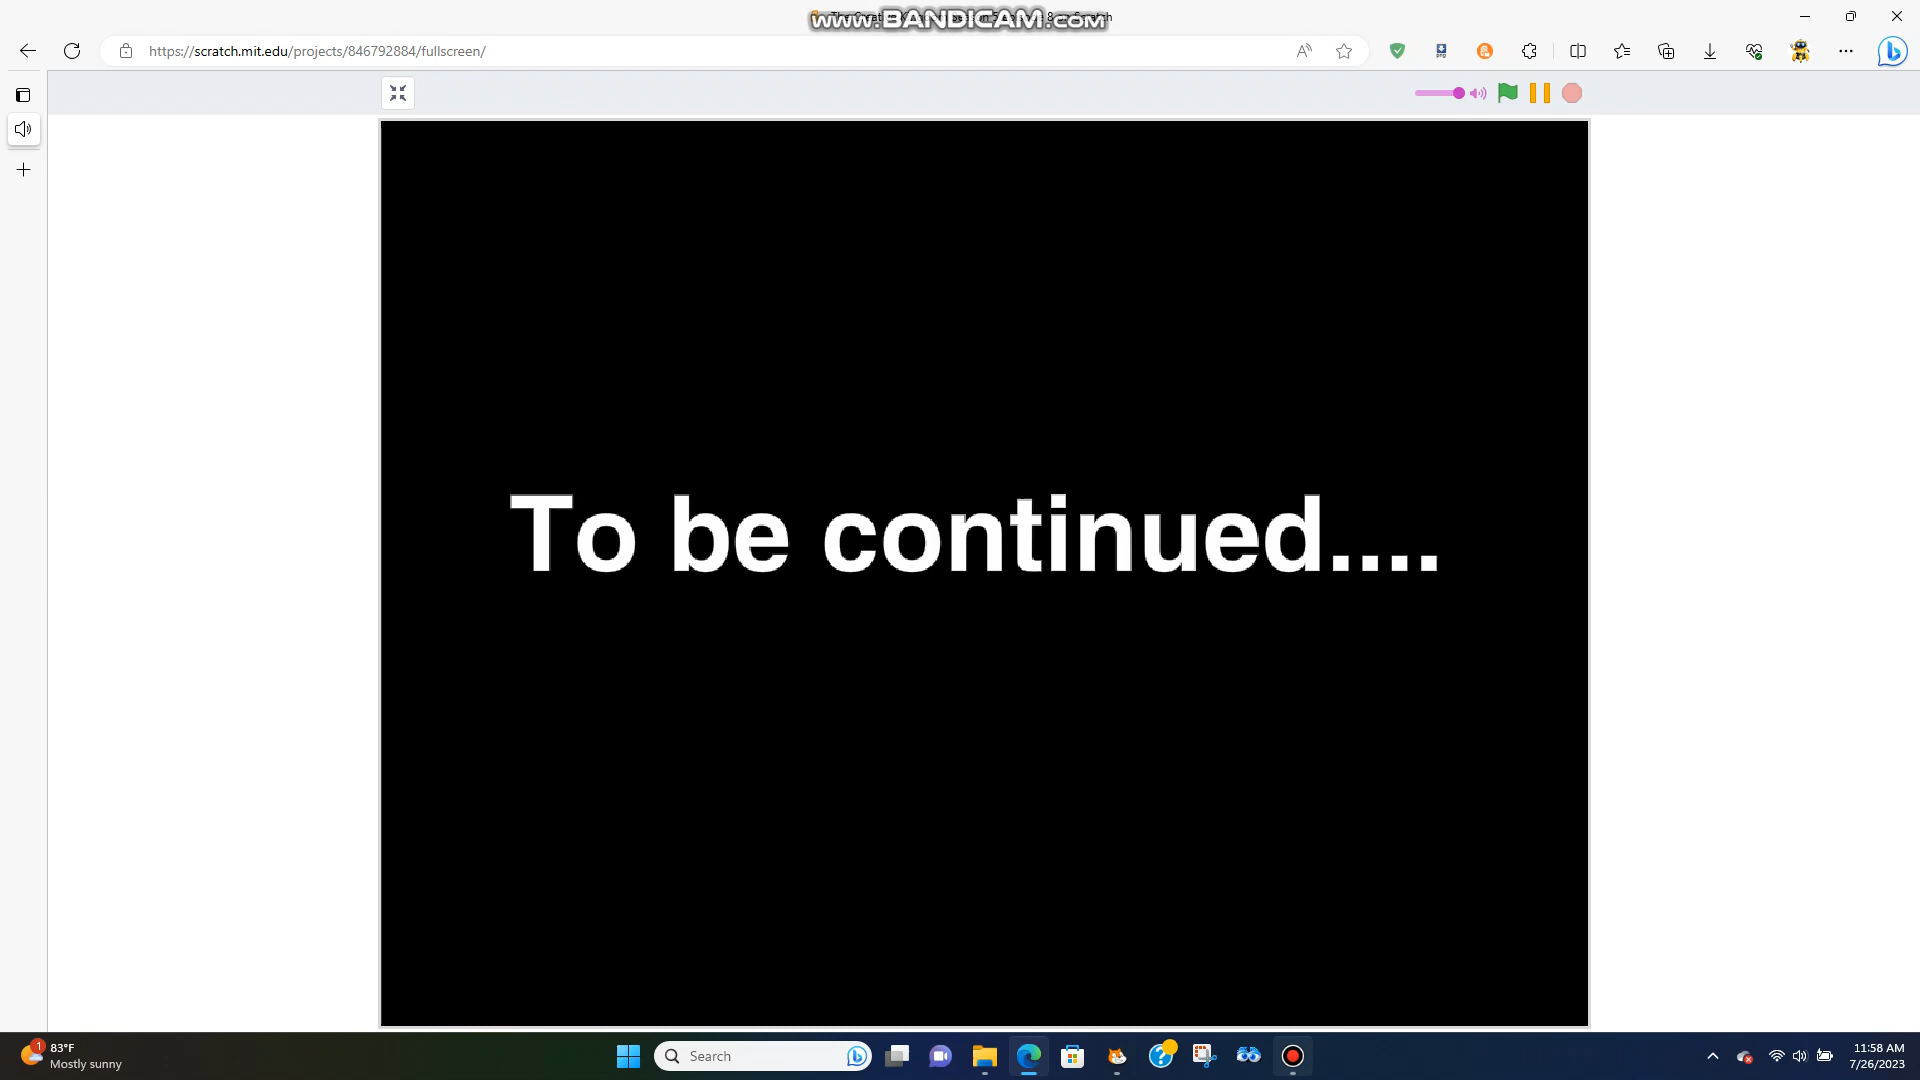 www.BANDICAM.com
https://scratch.mit.edu/projects/846792884/fullscreen/
To be continued....
1
83°F
Mostly sunny
Search
11:58 AM
7/26/2023